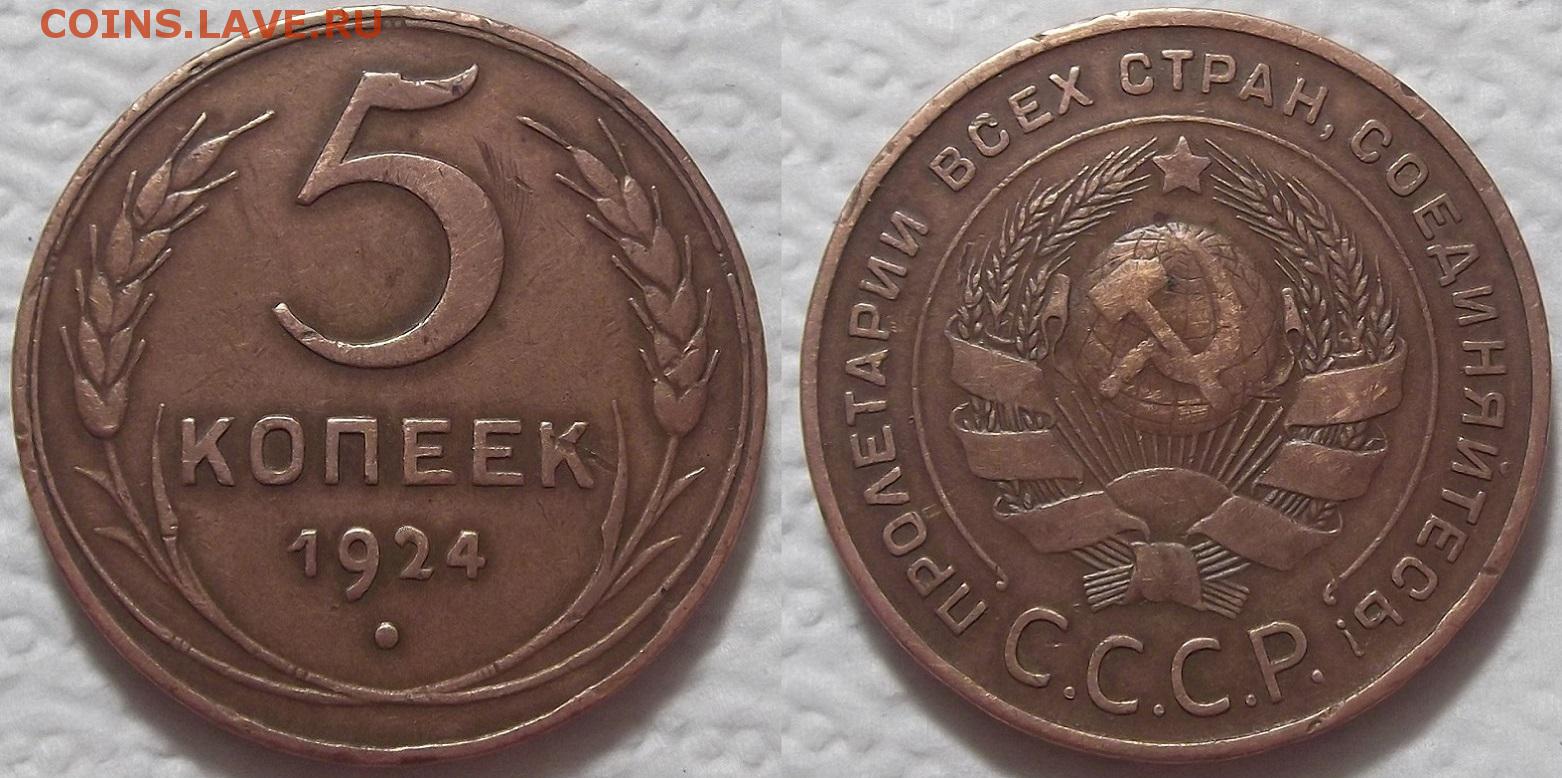 COINS.LAVE.RU
5
КОПЕЕК
1924
ПРОЛЕТАРИИ ВСЕХ СТРАН, СОЕДИНЯЙТЕСЬ!
С.С.С.Р.